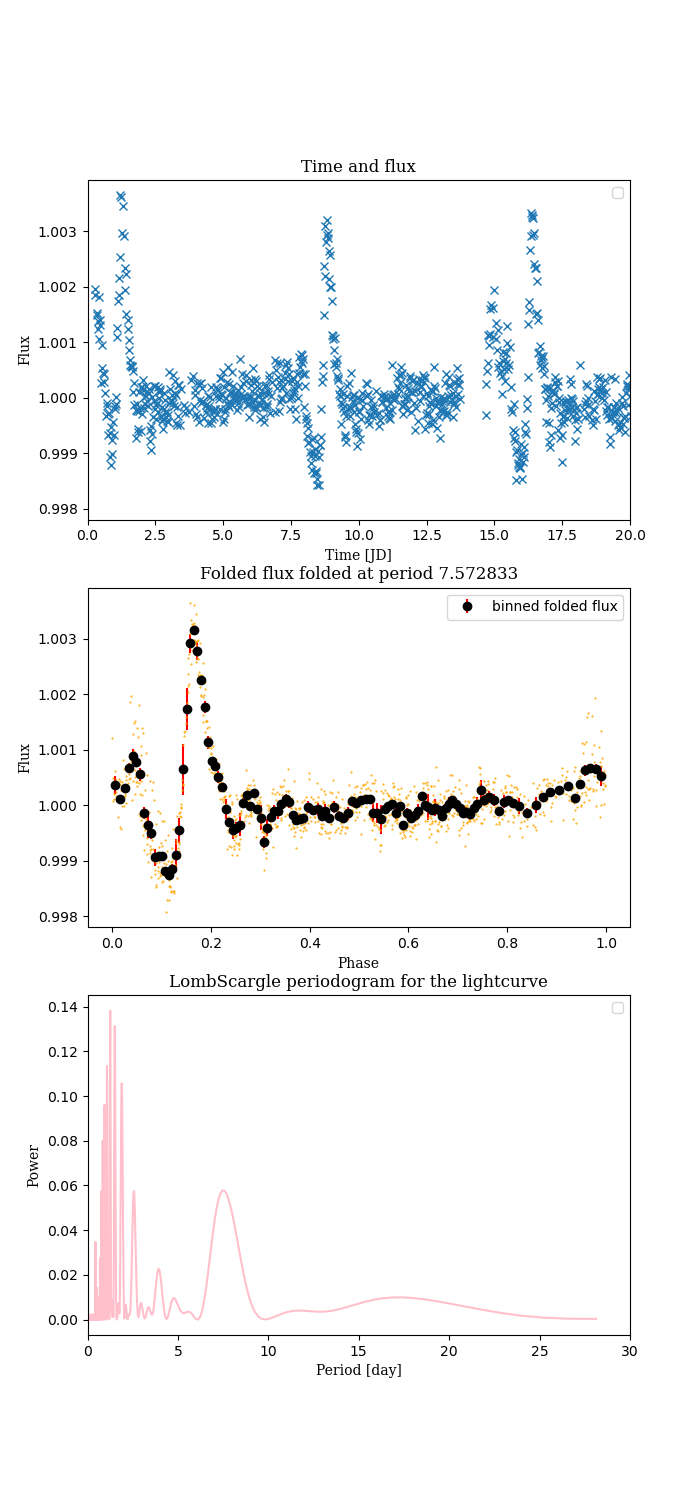 Time and flux
Flux
1.003
1.002
1.001
1.000
0.999
0.998
0.0 2.5 5.0 7.5 10.0 12.5 15.0 17.5 20.0
Time [JD]
Folded flux folded at period 7.572833
binned folded flux
Flux
1.003
1.002
1.001
1.000
0.999
0.998
0.0 0.2 0.4 0.6 0.8 1.0
Phase
LombScargle periodogram for the lightcurve
Power
0.14
0.12
0.10
0.08
0.06
0.04
0.02
0.00
0 5 10 15 20 25 30
Period [day]